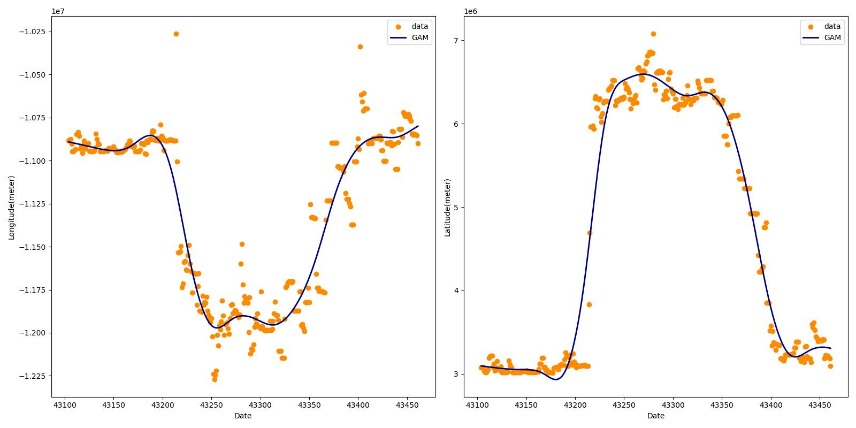 1e7
−1.025
−1.050
−1.075
−1.100
−1.125
−1.150
−1.175
−1.200
−1.225
Longitude(meter)
43100 43150 43200 43250 43300 43350 43400 43450
Date
data
GAM
1e6
7
6
5
4
3
Latitude(meter)
43100 43150 43200 43250 43300 43350 43400 43450
Date
data
GAM